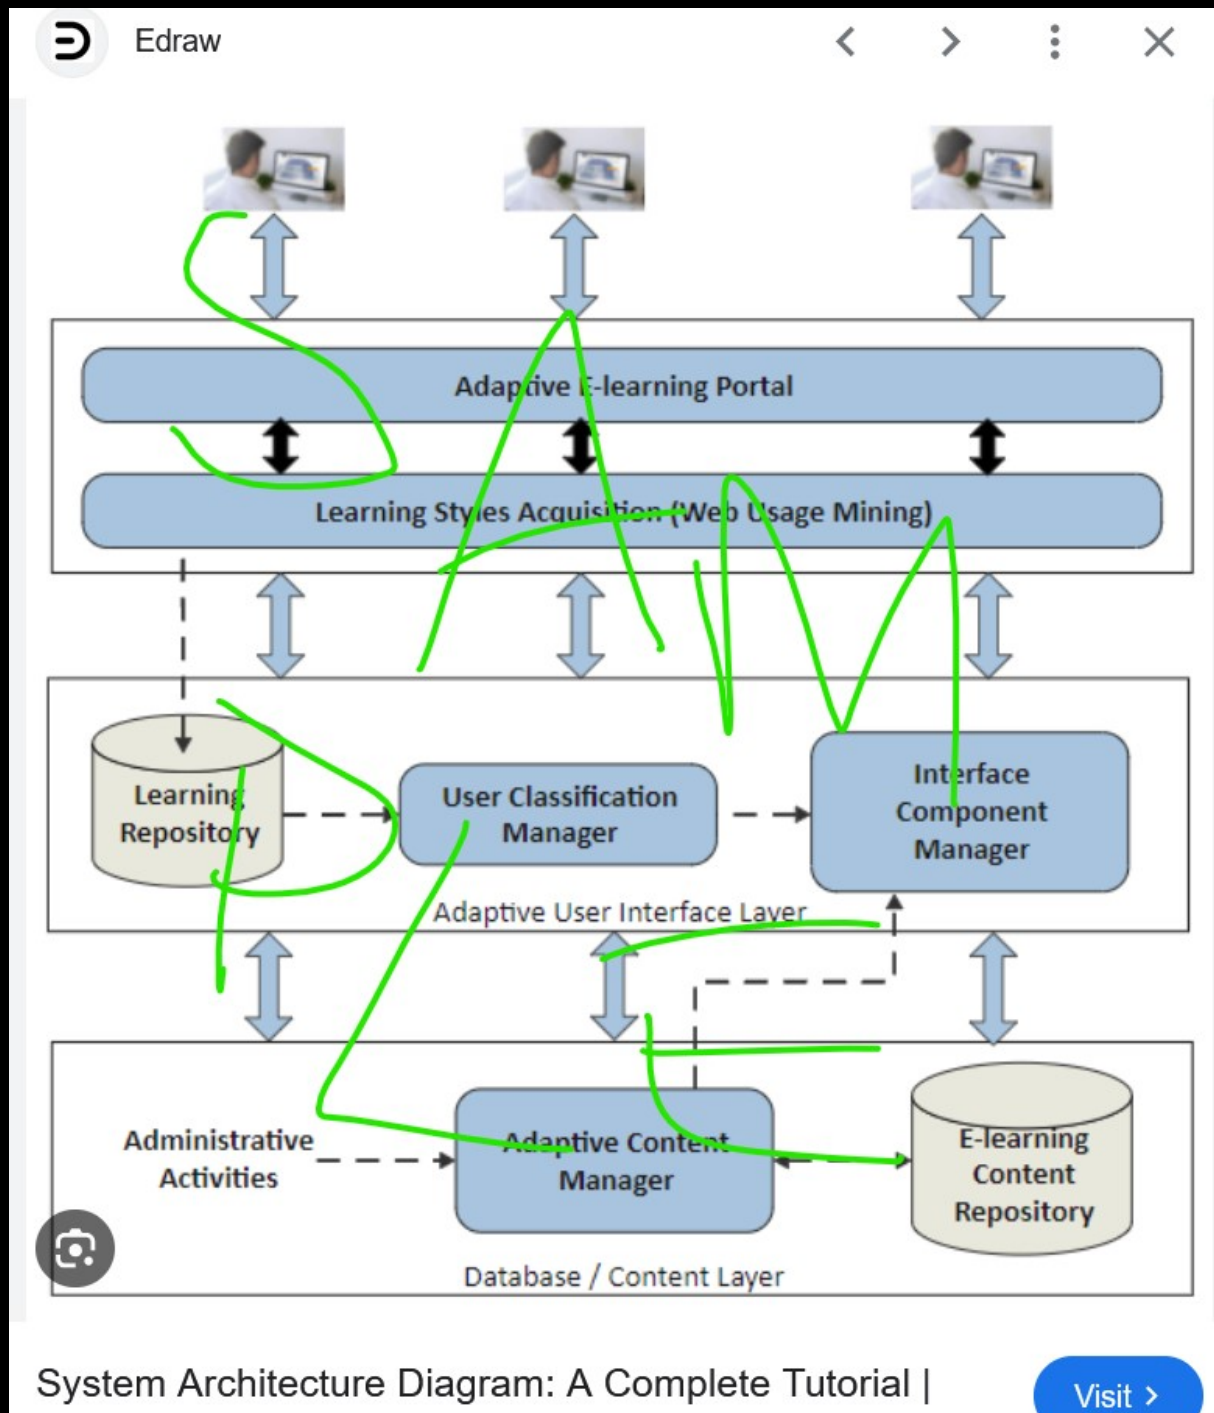 Edraw
Adaptive E-learning Portal
Learning Styles Acquisition (Web Usage Mining)
Learning
Repository
User Classification
Manager
Interface
Component
Manager
Adaptive User Interface Layer
Administrative
Activities
Adaptive Content
Manager
E-learning
Content
Repository
Database / Content Layer
System Architecture Diagram: A Complete Tutorial |
Visit >
SAM
PLE